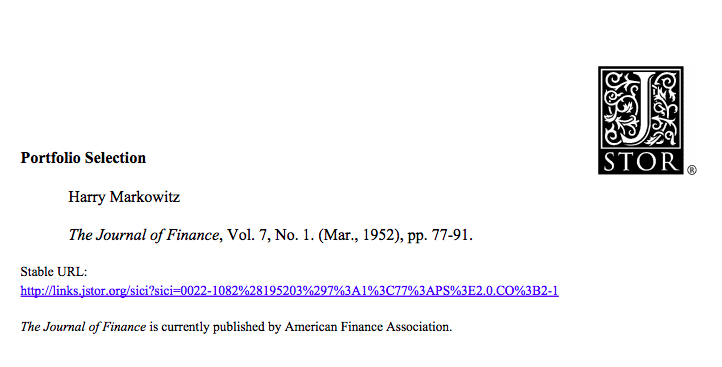 JSTOR®
Portfolio Selection
Harry Markowitz
The Journal of Finance, Vol. 7, No. 1. (Mar., 1952), pp. 77-91.
Stable URL:
http://links.jstor.org/sici?sici=0022-1082%28195203%297%3A1%3C77%3APS%3E2.0.CO%3B2-1
The Journal of Finance is currently published by American Finance Association.